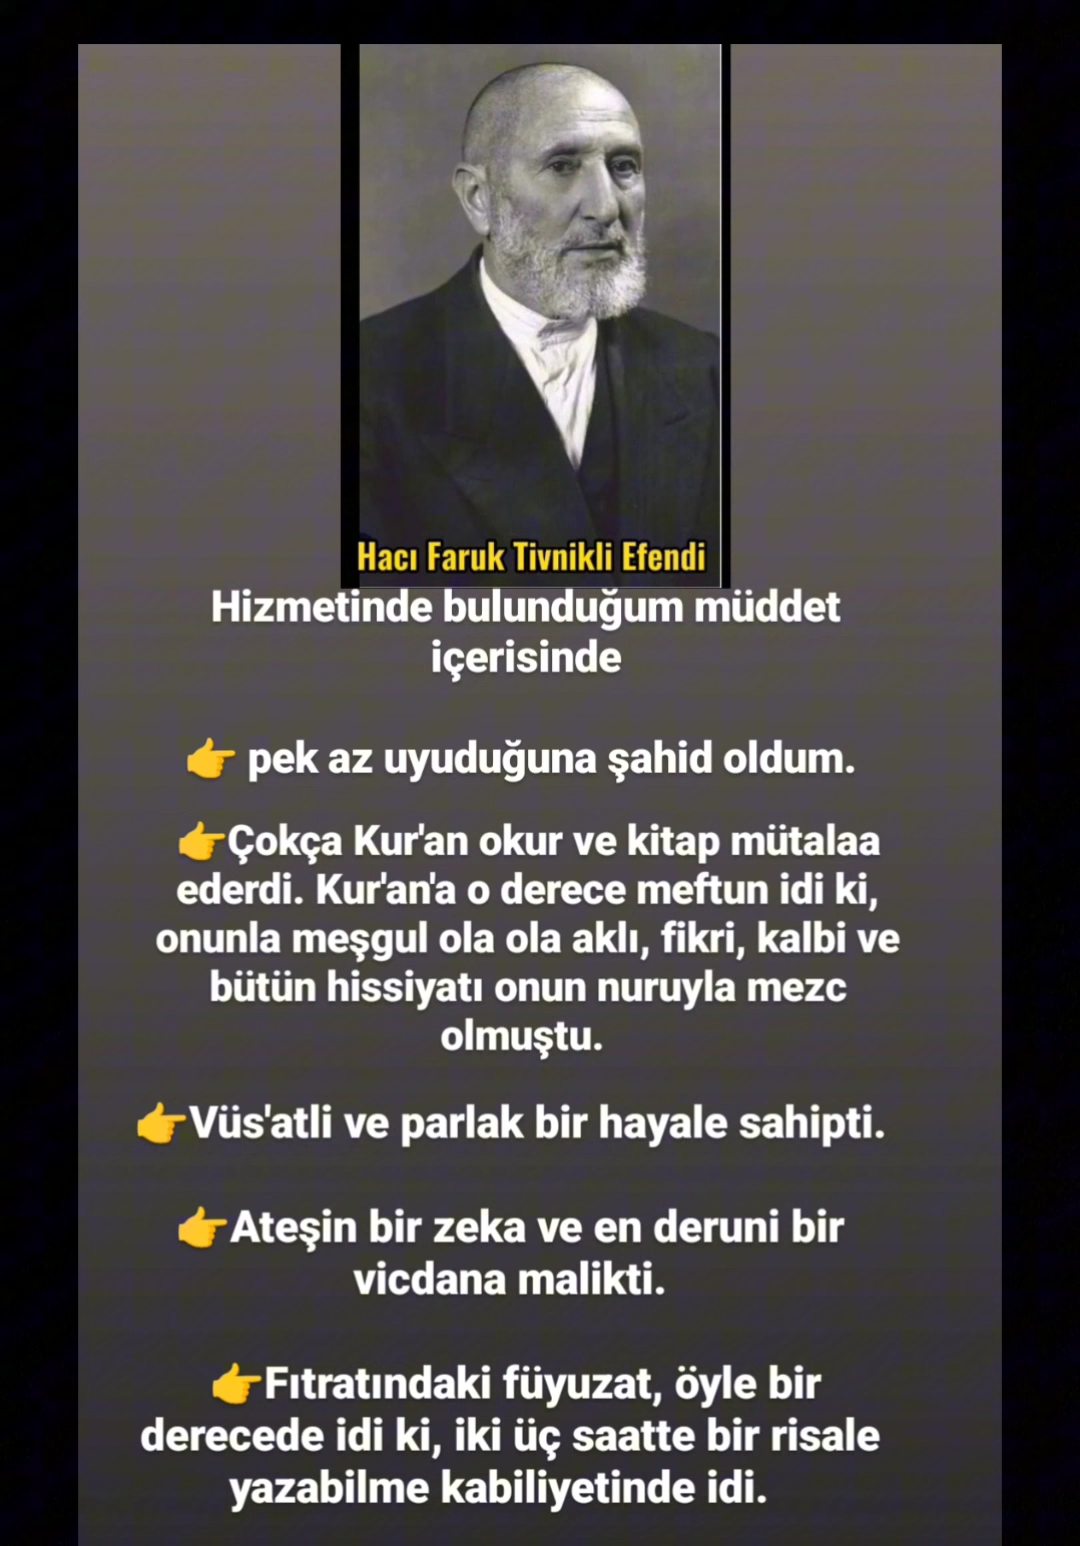 Hacı Faruk Tivnikli Efendi
Hizmetinde bulunduğum müddet
içerisinde
👉 pek az uyuduğuna şahid oldum.
👉Çokça Kur'an okur ve kitap mütalaa
ederdi. Kur'an'a o derece meftun idi ki,
onunla meşgul ola ola aklı, fikri, kalbi ve
bütün hissiyatı onun nuruyla mezc
olmuştu.
👉Vüs'atli ve parlak bir hayale sahipti.
👉Ateşin bir zeka ve en deruni bir
vicdana malikti.
👉Fıtratındaki füyuzat, öyle bir
derecede idi ki, iki üç saatte bir risale
yazabilme kabiliyetinde idi.